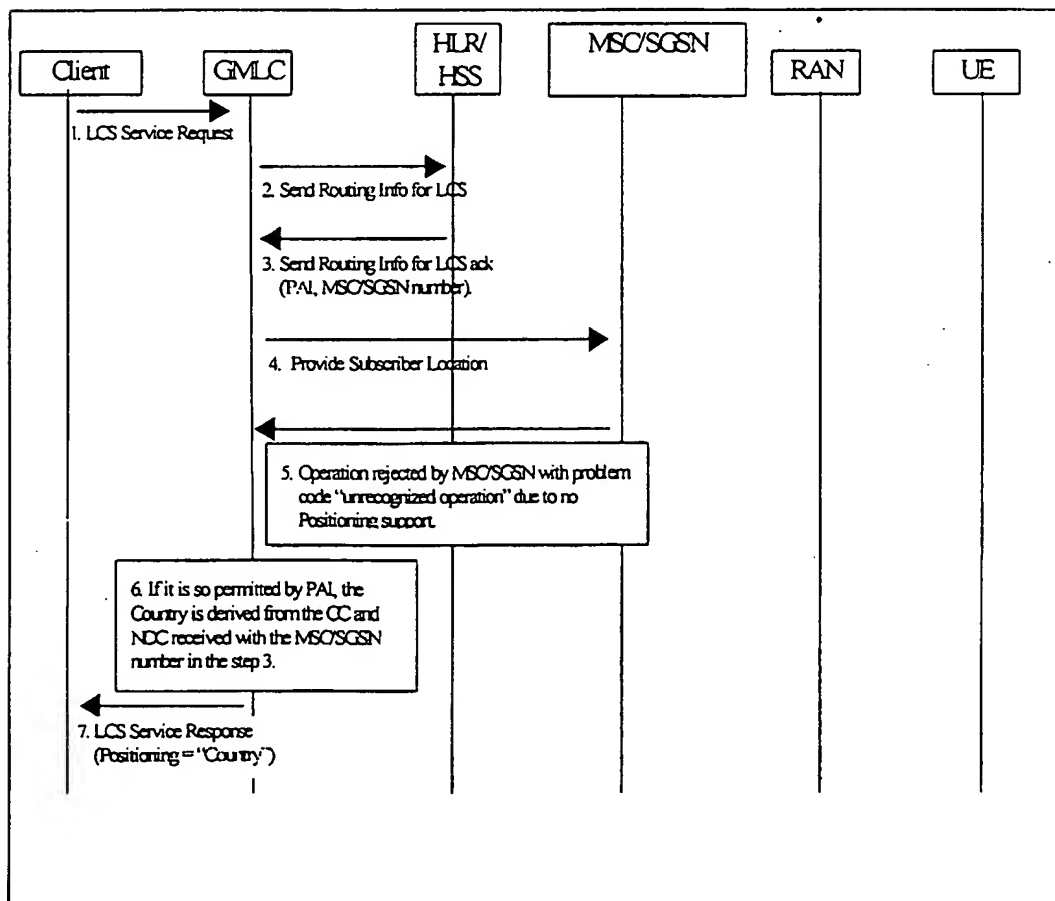 Client
GMLC
HLR/
HSS
MSC/SGSN
RAN
UE
1. LCS Service Request
2. Send Routing Info for LCS
3. Send Routing Info for LCS ack
(PAI, MSC/SGSN number).
4. Provide Subscriber Location
5. Operation rejected by MSC/SGSN with problem
code "unrecognized operation" due to no
Positioning support.
6. If it is so permitted by PAI, the
Country is derived from the CC and
NDC received with the MSC/SGSN
number in the step 3.
7. LCS Service Response
(Positioning = "Country")